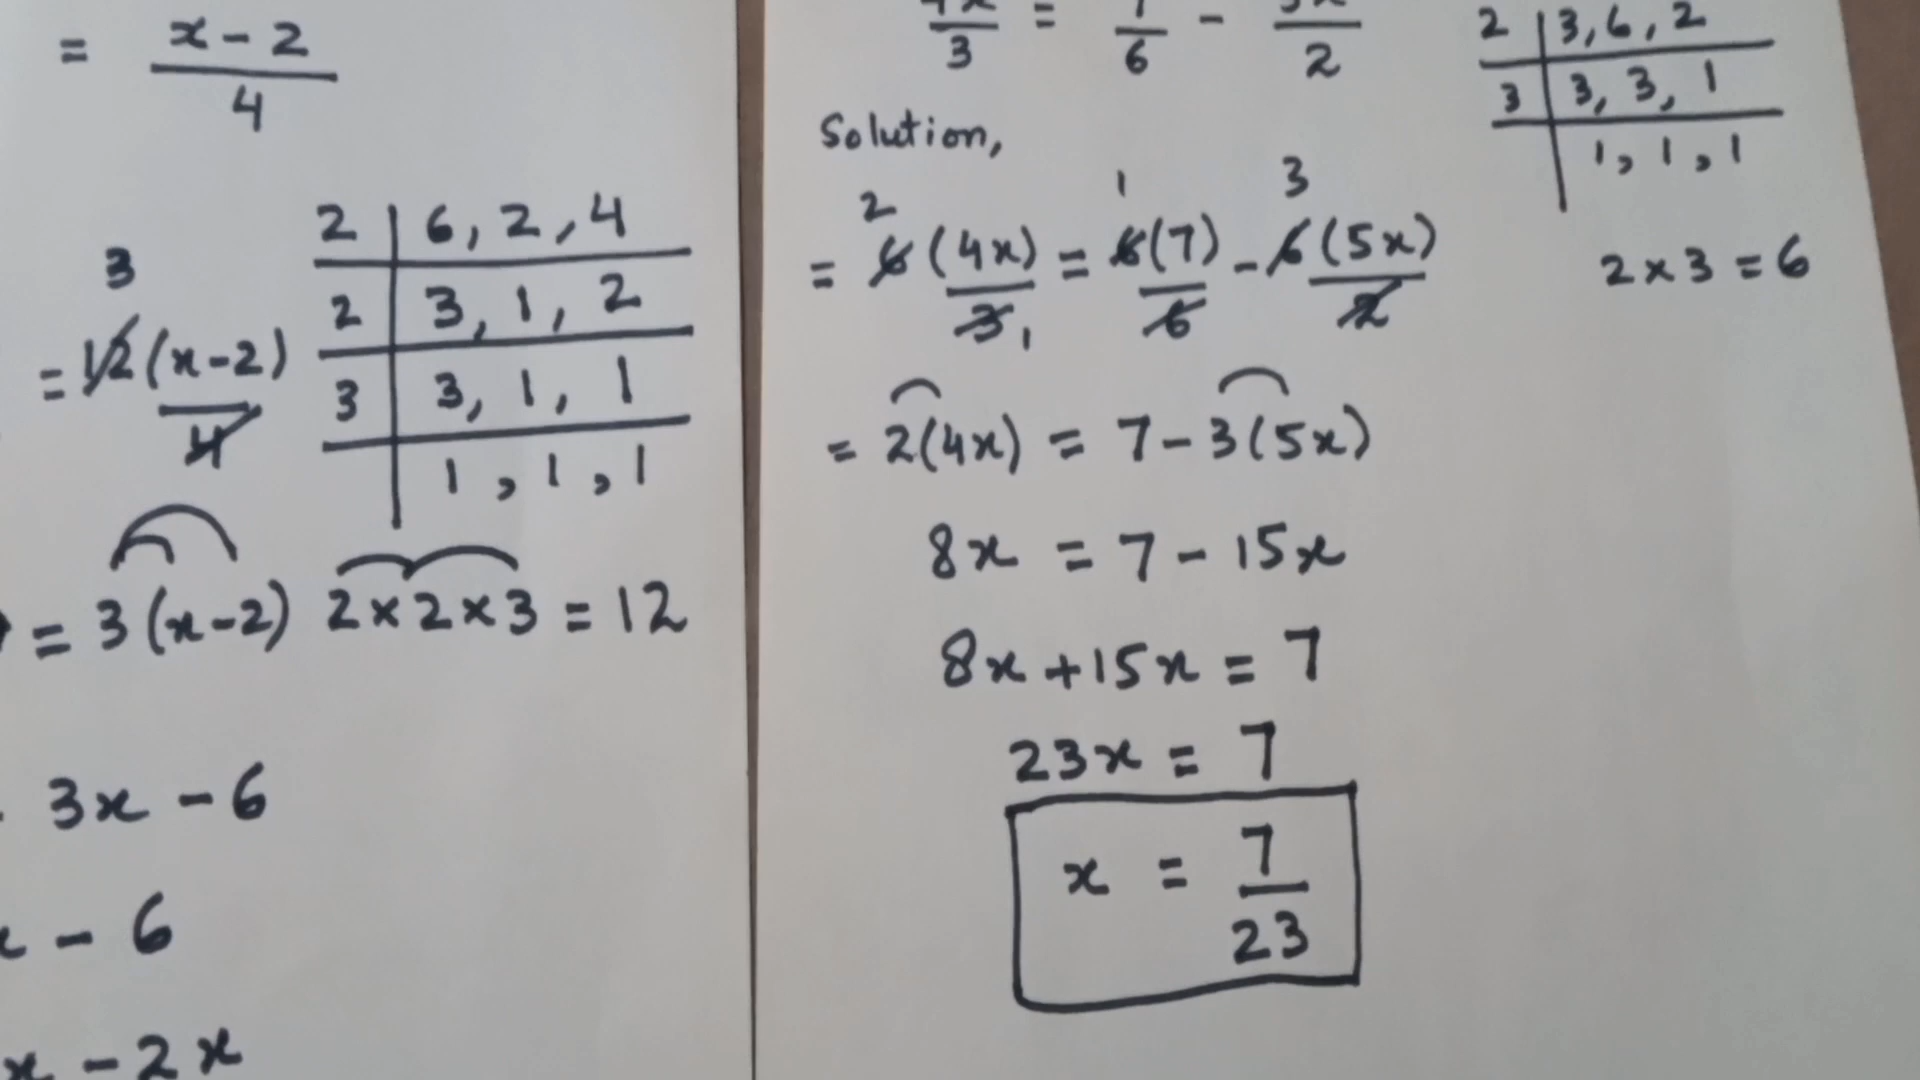 = x - 2
4
2 | 6, 2, 4
2 | 3, 1, 2
3 | 3, 1, 1
1, 1, 1
3
= 12(x-2)
4
= 3(x-2) 2×2×3 = 12
3x - 6
- 6
x - 2x
3 = 6 - 2
2 | 3, 6, 2
3 | 3, 3, 1
1, 1, 1
2×3 = 6
Solution,
2 1 3
= 6(4x) = 6(7) - 6(5x)
3 1 6 2
= 2(4x) = 7-3(5x)
8x = 7 - 15x
8x + 15x = 7
23x = 7
x = 7
23